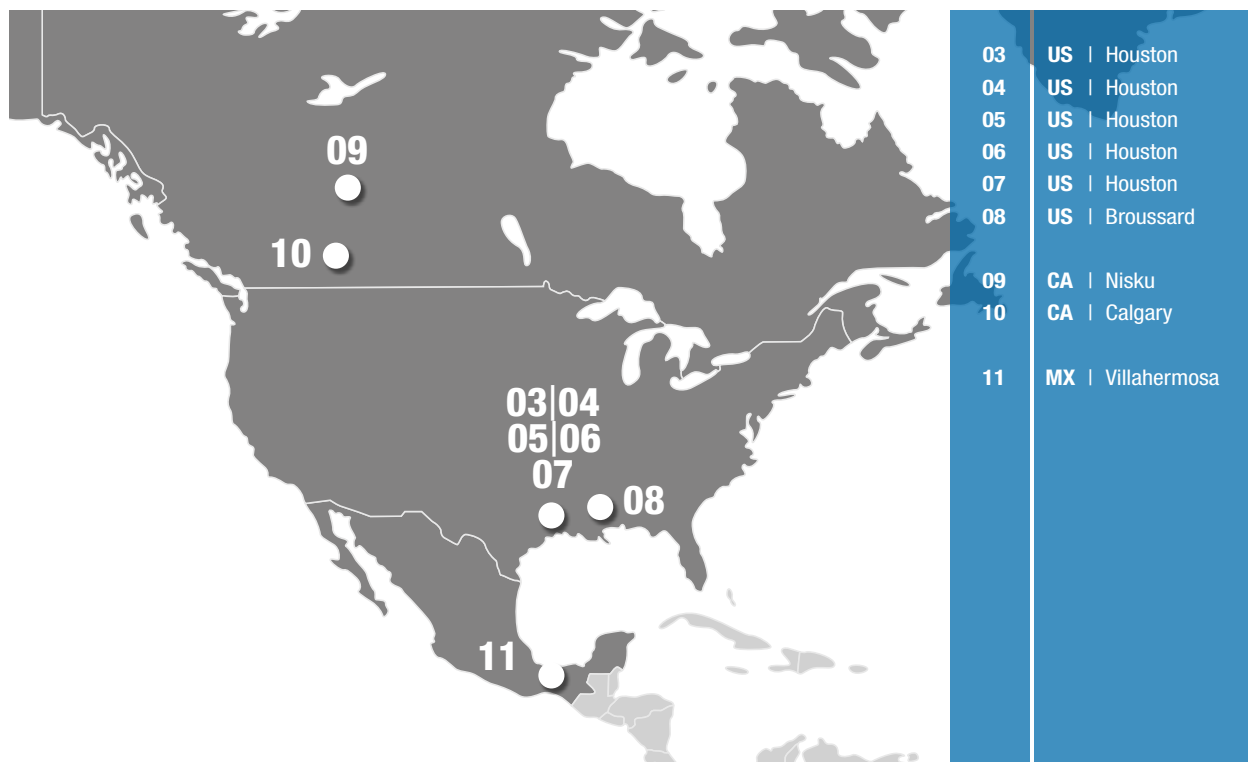 09
10
03|04
05|06
07
08
11
03 US | Houston
04 US | Houston
05 US | Houston
06 US | Houston
07 US | Houston
08 US | Broussard
09 CA | Nisku
10 CA | Calgary
11 MX | Villahermosa